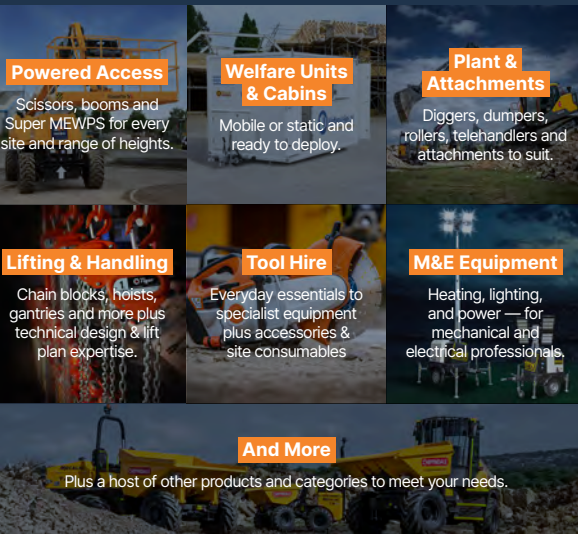 Powered Access
Scissors, booms and
Super MEWPS for every
site and range of heights.
Welfare Units
& Cabins
Mobile or static and
ready to deploy.
Plant &
Attachments
Diggers, dumpers,
rollers, telehandlers and
attachments to suit.
Lifting & Handling
Chain blocks, hoists,
gantries and more plus
technical design & lift
plan expertise.
Tool Hire
Everyday essentials to
specialist equipment
plus accessories &
site consumables
M&E Equipment
Heating, lighting,
and power — for
mechanical and
electrical professionals.
And More
Plus a host of other products and categories to meet your needs.